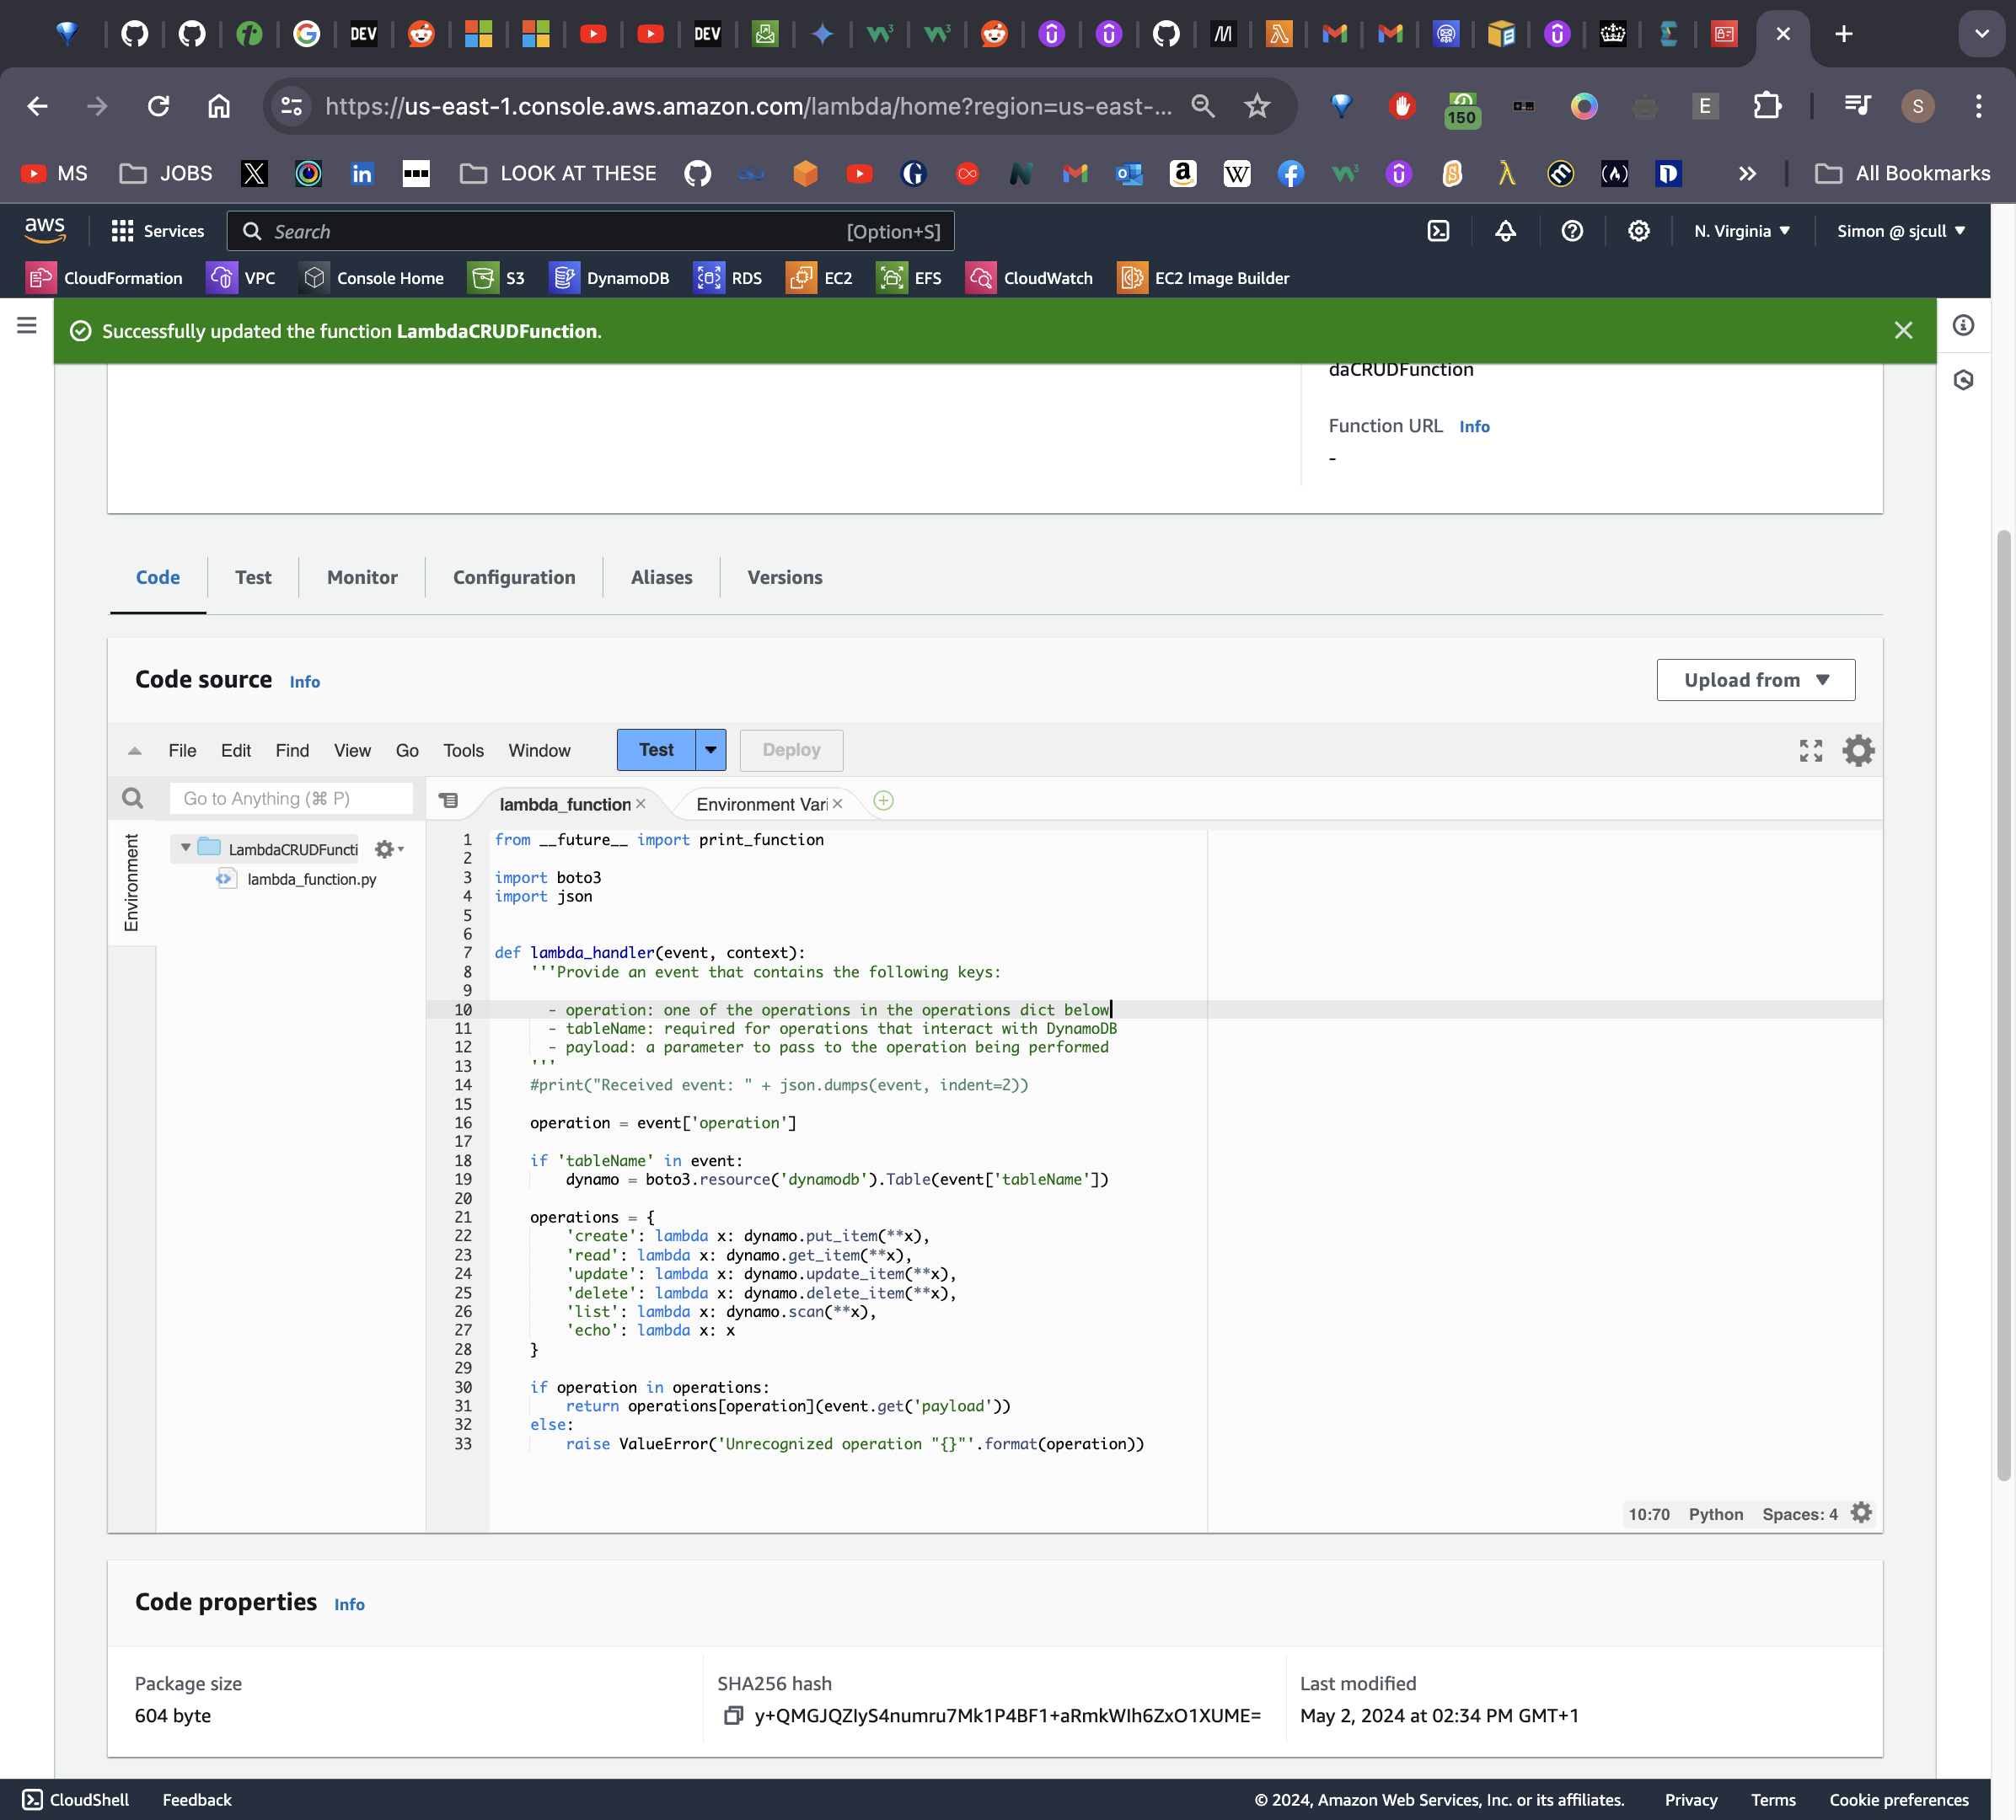 DEV
DEV
https://us-east-1.console.aws.amazon.com/lambda/home?region=us-east-...
150
E
S
MS
JOBS
LOOK AT THESE
All Bookmarks
aws
Services
Search
[Option+S]
N. Virginia
Simon @ sjcull
CloudFormation
VPC
Console Home
S3
DynamoDB
RDS
EC2
EFS
CloudWatch
EC2 Image Builder
Successfully updated the function LambdaCRUDFunction.
daCRUDFunction
Function URL Info
-
Code
Test
Monitor
Configuration
Aliases
Versions
Code source Info
Upload from
File Edit Find View Go Tools Window
Test
Deploy
Go to Anything (⌘ P)
lambda_function
Environment Vari
Environment
LambdaCRUDFuncti
lambda_function.py
1 from __future__ import print_function
2
3 import boto3
4 import json
5
6
7 def lambda_handler(event, context):
8     '''Provide an event that contains the following keys:
9
10       - operation: one of the operations in the operations dict below
11       - tableName: required for operations that interact with DynamoDB
12       - payload: a parameter to pass to the operation being performed
13     '''
14     #print("Received event: " + json.dumps(event, indent=2))
15
16     operation = event['operation']
17
18     if 'tableName' in event:
19         dynamo = boto3.resource('dynamodb').Table(event['tableName'])
20
21     operations = {
22         'create': lambda x: dynamo.put_item(**x),
23         'read': lambda x: dynamo.get_item(**x),
24         'update': lambda x: dynamo.update_item(**x),
25         'delete': lambda x: dynamo.delete_item(**x),
26         'list': lambda x: dynamo.scan(**x),
27         'echo': lambda x: x
28     }
29
30     if operation in operations:
31         return operations[operation](event.get('payload'))
32     else:
33         raise ValueError('Unrecognized operation "{}"'.format(operation))
10:70 Python Spaces: 4
Code properties Info
Package size
604 byte
SHA256 hash
y+QMGJQZIyS4numru7Mk1P4BF1+aRmkWIh6ZxO1XUME=
Last modified
May 2, 2024 at 02:34 PM GMT+1
CloudShell
Feedback
© 2024, Amazon Web Services, Inc. or its affiliates.
Privacy
Terms
Cookie preferences